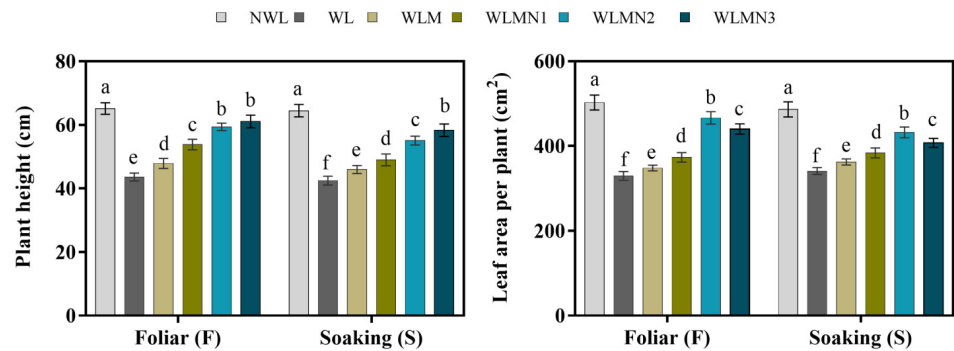 NWL WL WLM WLMN1 WLMN2 WLMN3
Plant height (cm)
80
60
40
20
0
a e d c b b
a f e d c b
Foliar (F) Soaking (S)
Leaf area per plant (cm²)
600
400
200
0
a f e d b c
a f e d b c
Foliar (F) Soaking (S)